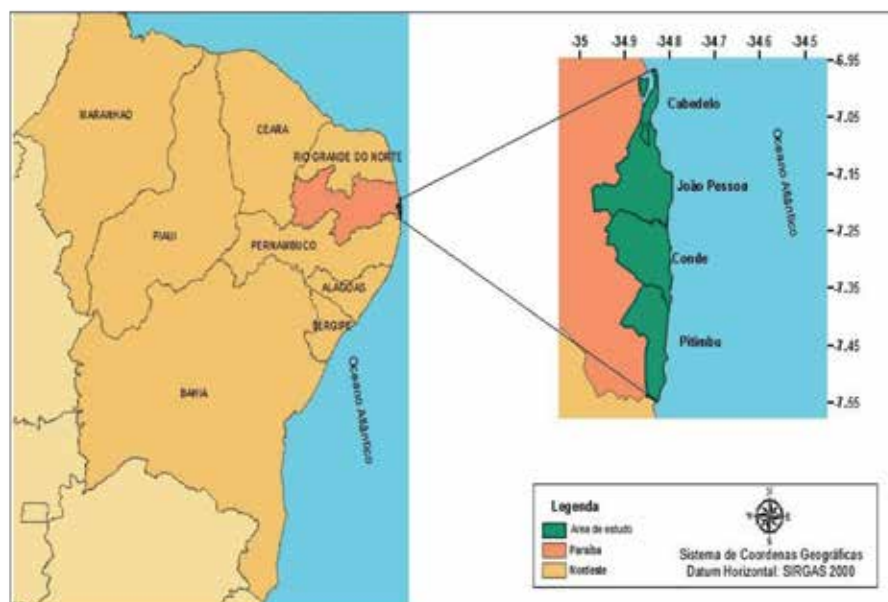 MARANHAO
CEARA
RIO GRANDE DO NORTE
PIAUI
PERNAMBUCO
ALAGOAS
SERGIPE
BAHIA
Oceano Atlântico
-35 -34.9 -34.8 -34.7 -34.6 -34.5
-6.95
-7.05
-7.15
-7.25
-7.35
-7.45
-7.55
Cabedelo
João Pessoa
Conde
Pitimbu
Oceano Atlântico
Legenda
Área de estudo
Paraíba
Nordeste
Sistema de Coordenas Geográficas
Datum Horizontal: SIRGAS 2000